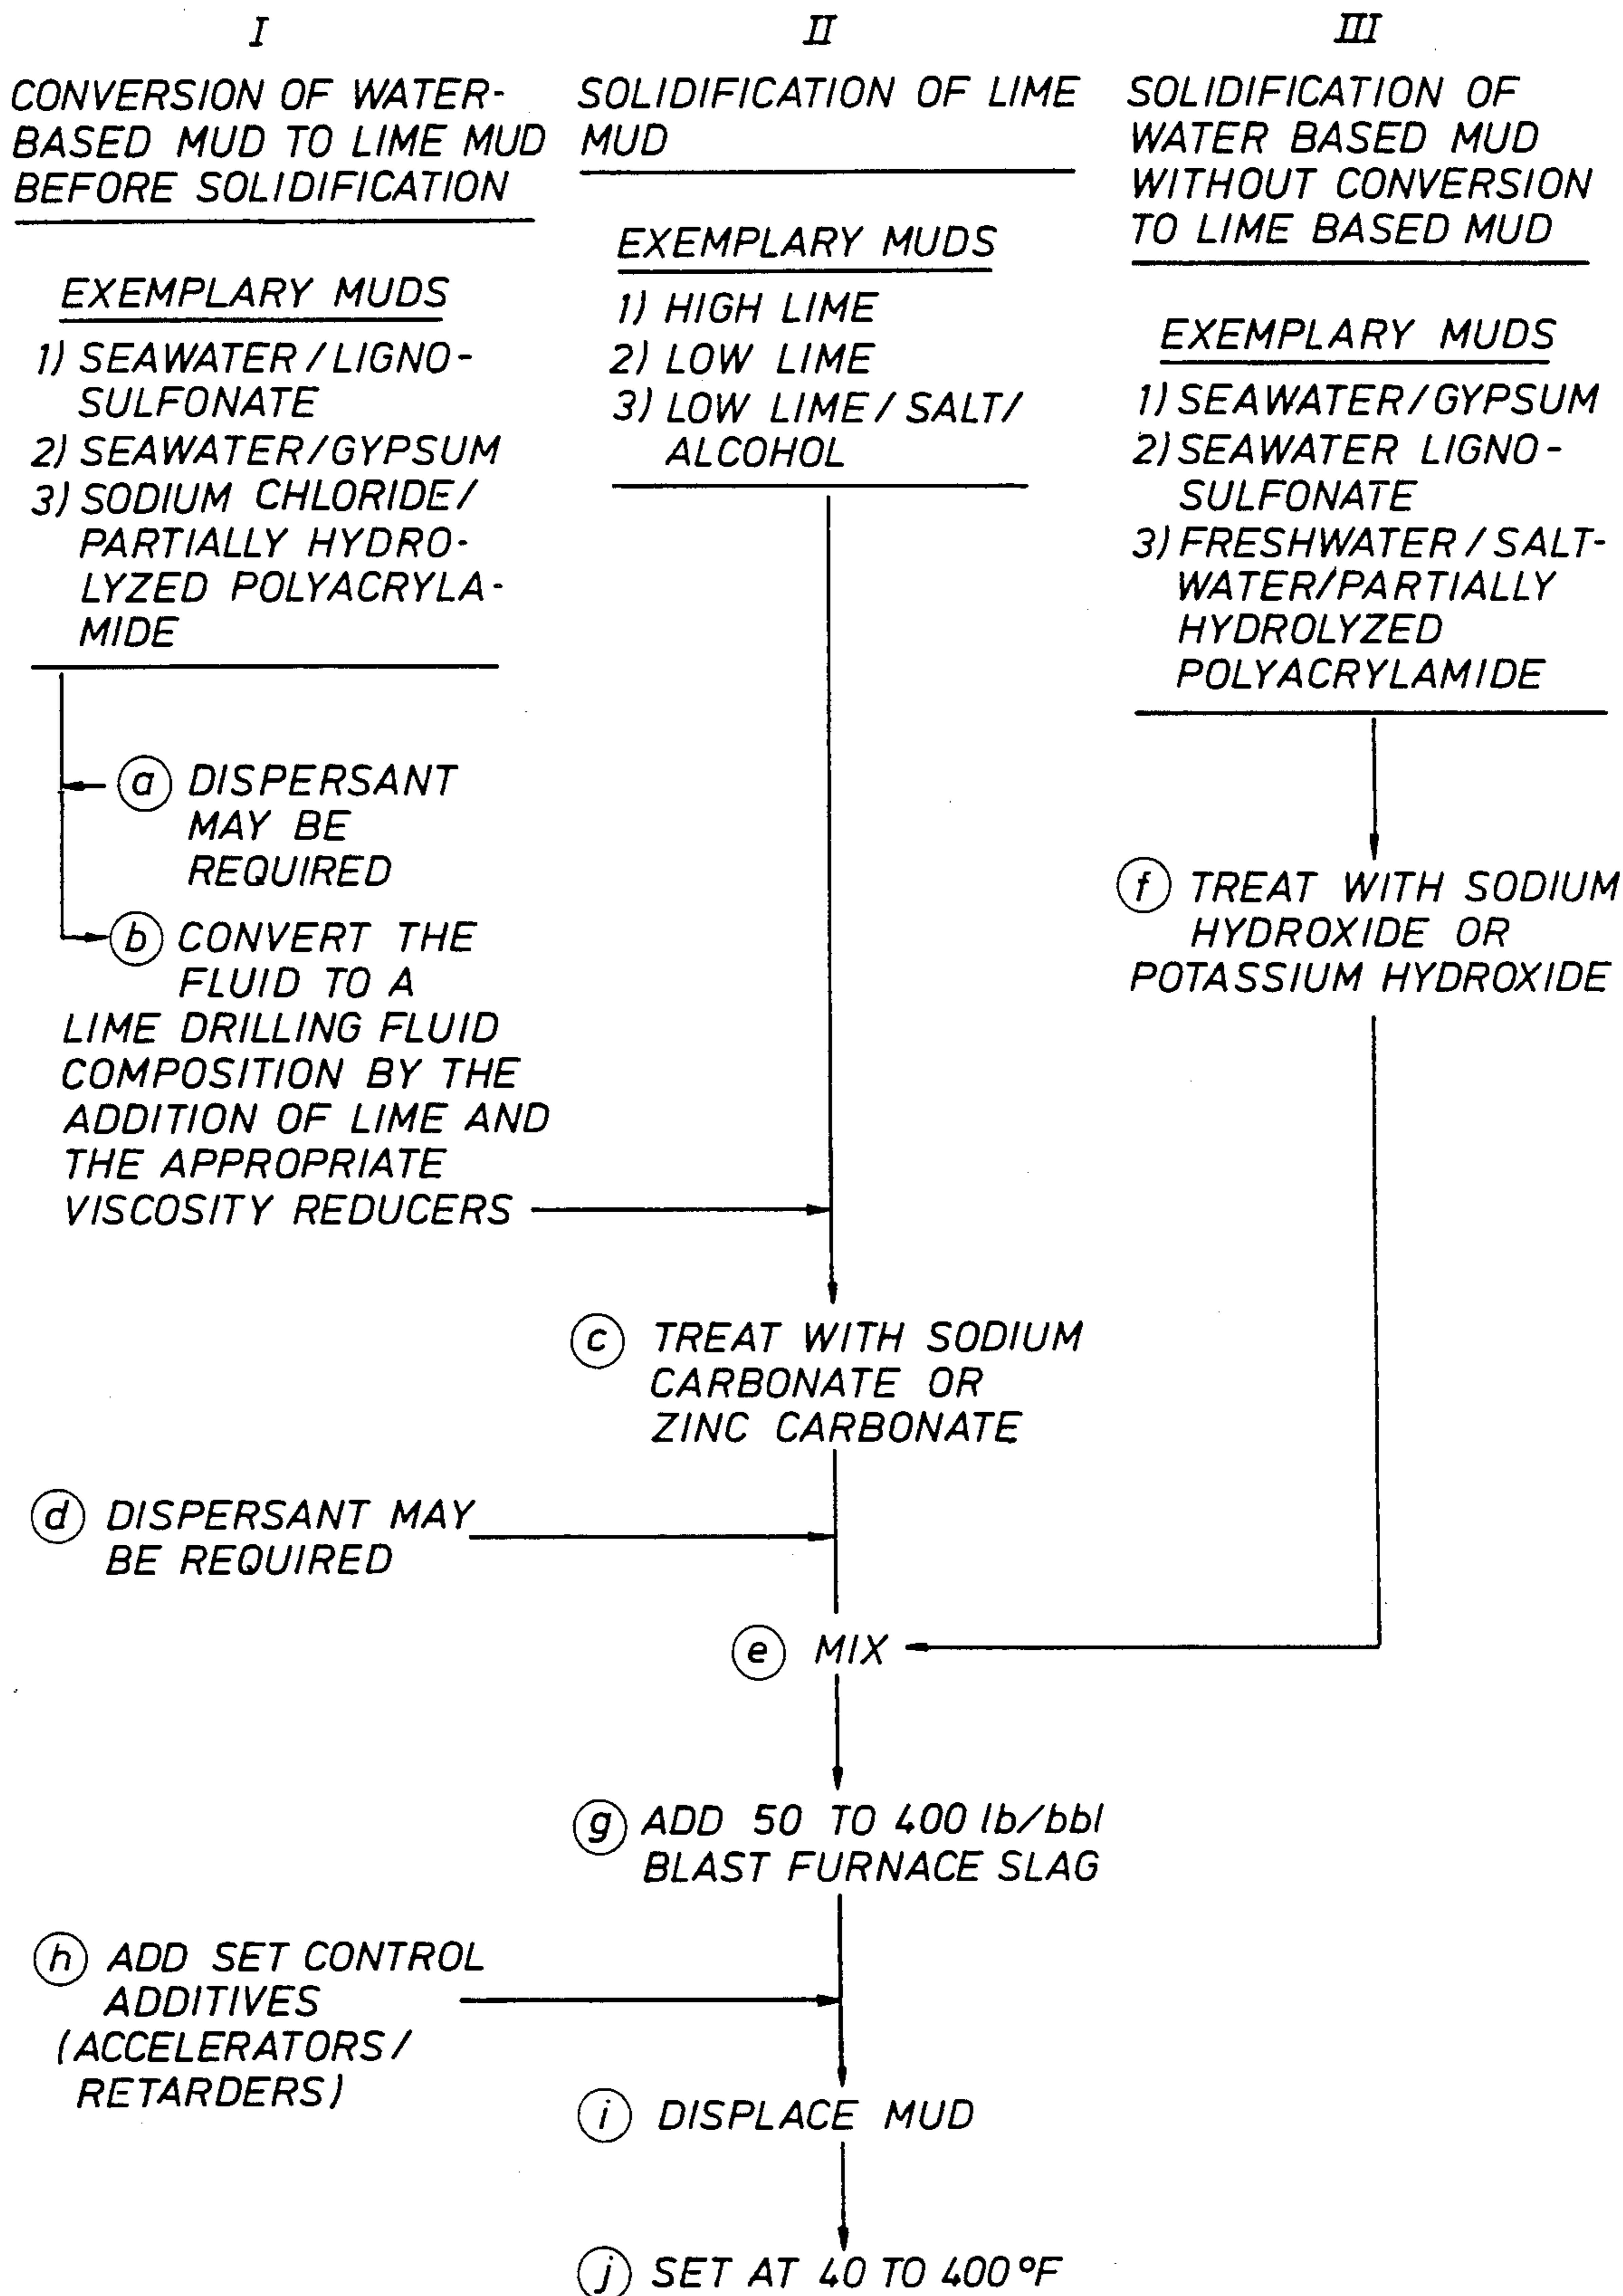 I
CONVERSION OF WATER-
BASED MUD TO LIME MUD
BEFORE SOLIDIFICATION
EXEMPLARY MUDS
1) SEAWATER/LIGNO-
SULFONATE
2) SEAWATER/GYPSUM
3) SODIUM CHLORIDE/
PARTIALLY HYDRO-
LYZED POLYACRYLA-
MIDE
a DISPERSANT
MAY BE
REQUIRED
b CONVERT THE
FLUID TO A
LIME DRILLING FLUID
COMPOSITION BY THE
ADDITION OF LIME AND
THE APPROPRIATE
VISCOSITY REDUCERS
II
SOLIDIFICATION OF LIME
MUD
EXEMPLARY MUDS
1) HIGH LIME
2) LOW LIME
3) LOW LIME/SALT/
ALCOHOL
III
SOLIDIFICATION OF
WATER BASED MUD
WITHOUT CONVERSION
TO LIME BASED MUD
EXEMPLARY MUDS
1) SEAWATER/GYPSUM
2) SEAWATER LIGNO-
SULFONATE
3) FRESHWATER/SALT-
WATER/PARTIALLY
HYDROLYZED
POLYACRYLAMIDE
f TREAT WITH SODIUM
HYDROXIDE OR
POTASSIUM HYDROXIDE
c TREAT WITH SODIUM
CARBONATE OR
ZINC CARBONATE
d DISPERSANT MAY
BE REQUIRED
e MIX
g ADD 50 TO 400 lb/bbl
BLAST FURNACE SLAG
h ADD SET CONTROL
ADDITIVES
(ACCELERATORS/
RETARDERS)
i DISPLACE MUD
j SET AT 40 TO 400°F